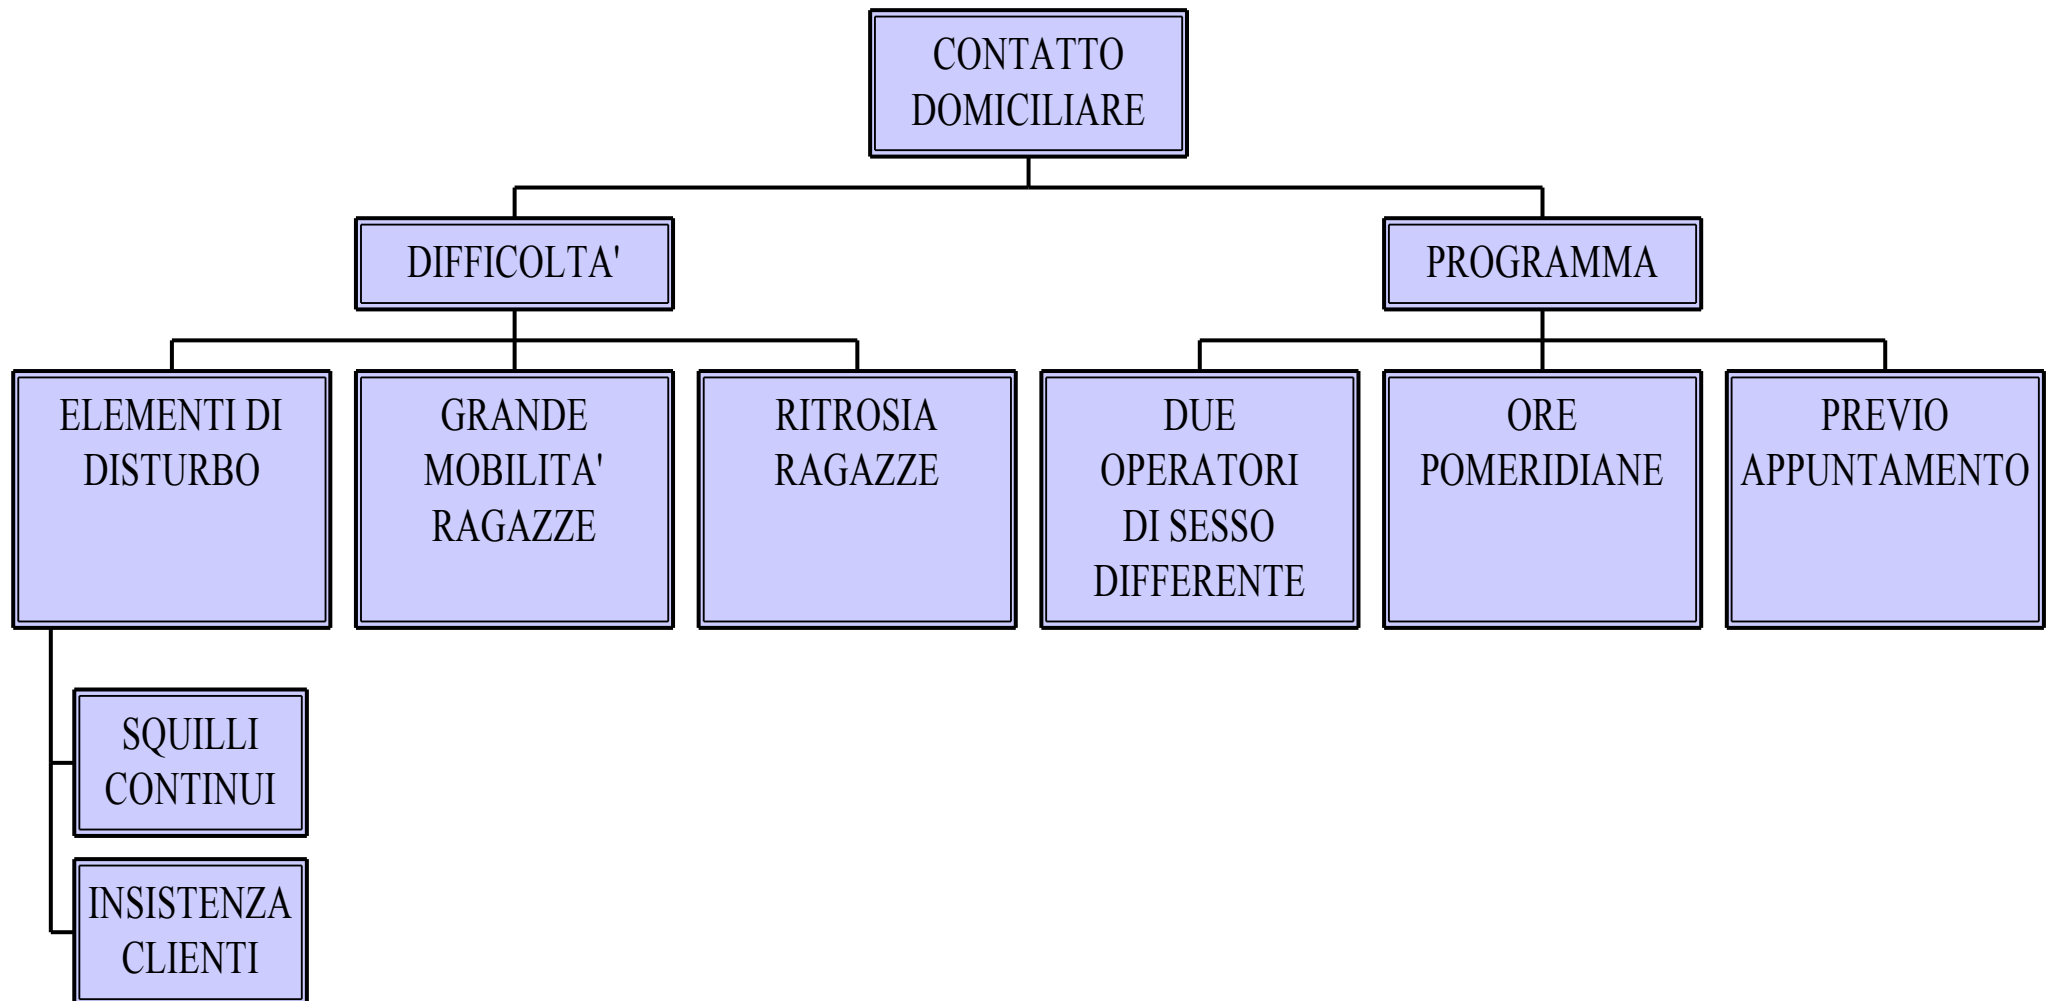 CONTATTO
DOMICILIARE
DIFFICOLTA'
PROGRAMMA
ELEMENTI DI
DISTURBO
GRANDE
MOBILITA'
RAGAZZE
RITROSIA
RAGAZZE
DUE
OPERATORI
DI SESSO
DIFFERENTE
ORE
POMERIDIANE
PREVIO
APPUNTAMENTO
SQUILLI
CONTINUI
INSISTENZA
CLIENTI